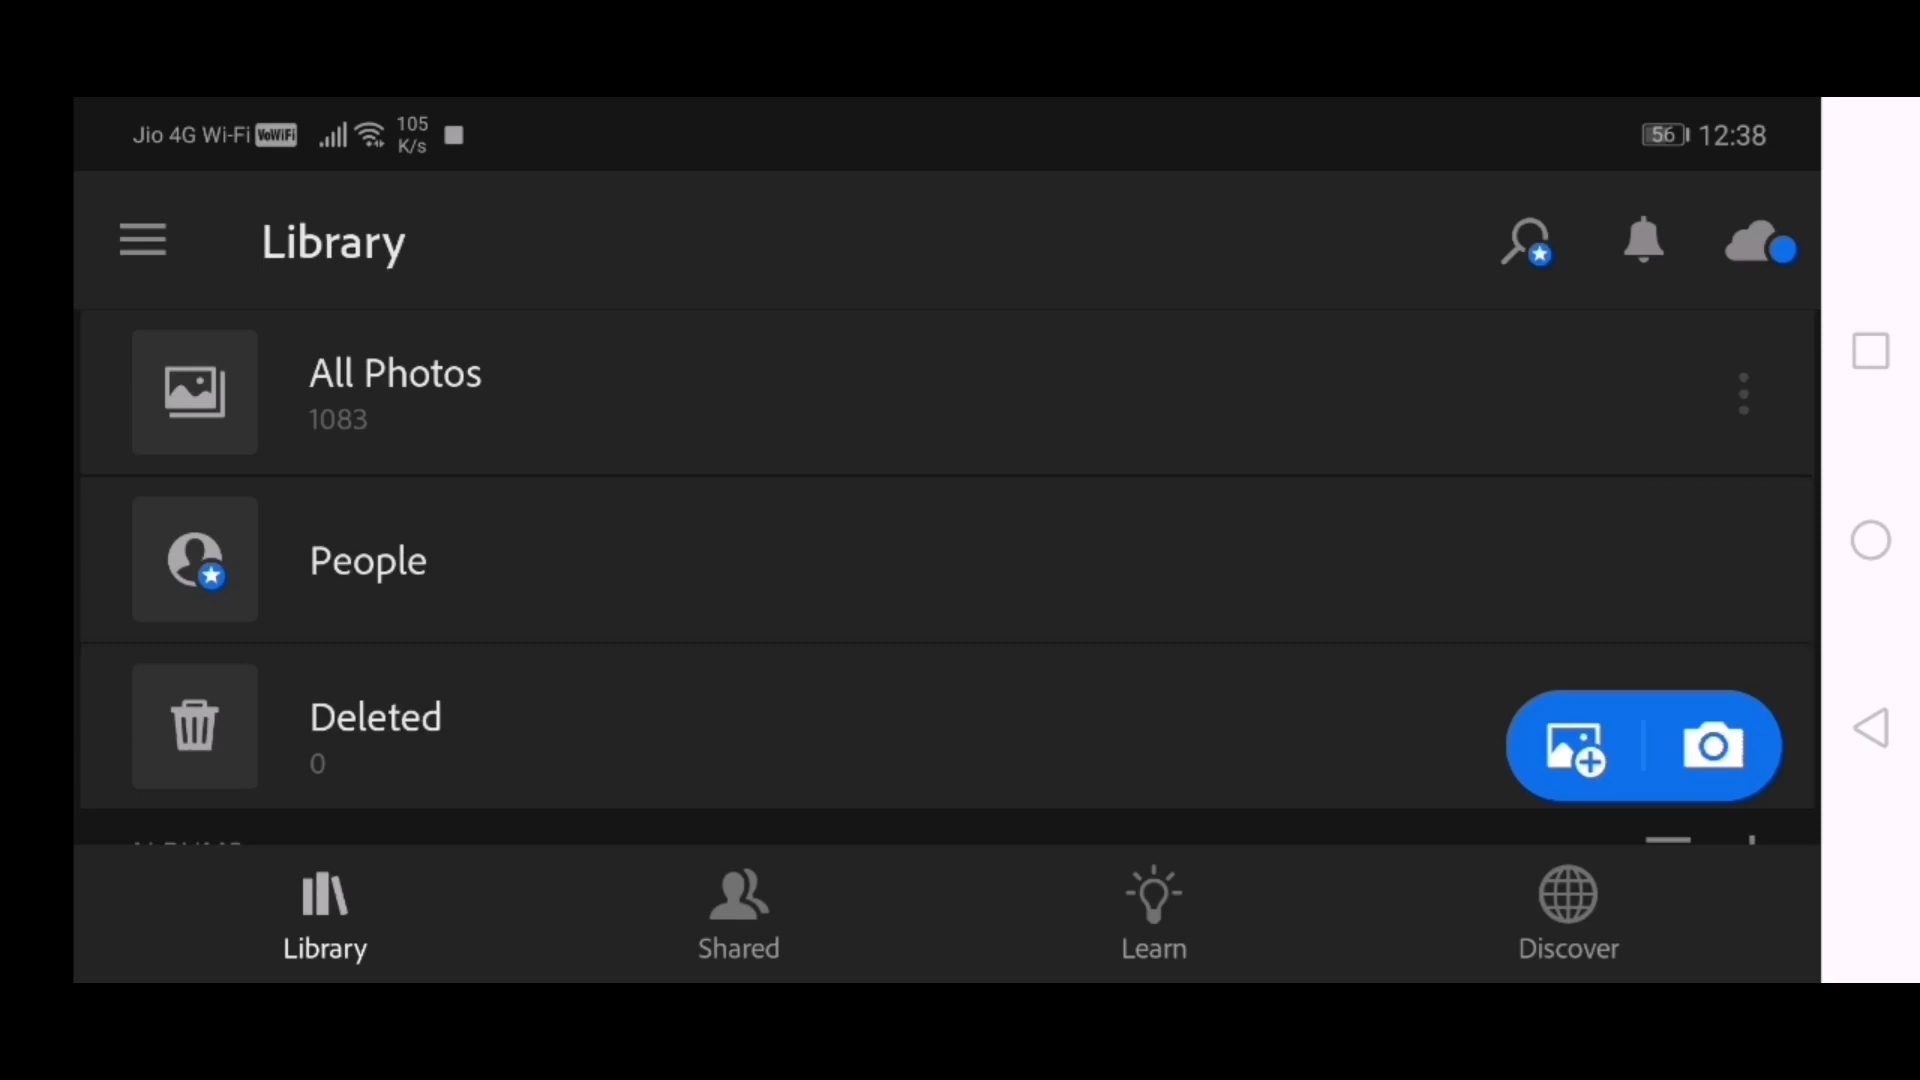 Jio 4G Wi-Fi VoWiFi 105 K/s 56 12:38
Library
All Photos
1083
People
Deleted
0
Library Shared Learn Discover